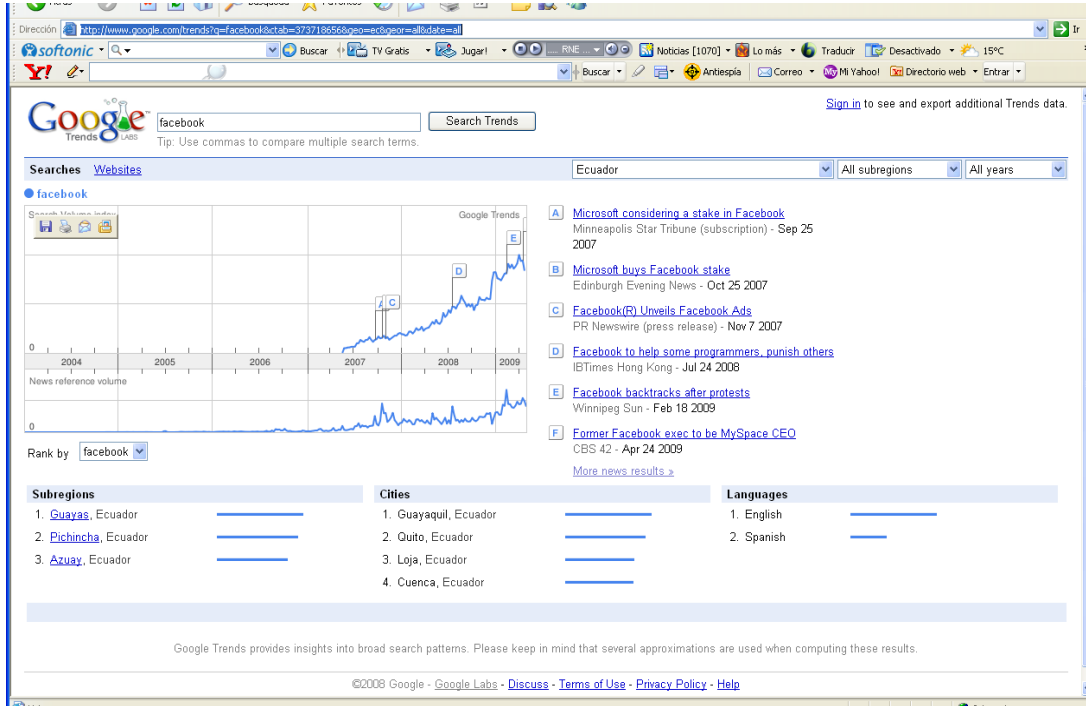 Dirección http://www.google.com/trends?q=facebook&ctab=373718656&geo=ec&geor=all&date=all Ir
softonic Buscar TV Gratis Jugar! RNE ... Noticias [1070] Lo más Traducir Desactivado 15°C
Y! Buscar Antiespía Correo Mi Yahoo! Directorio web Entrar
Sign in to see and export additional Trends data.
Google Trends LABS facebook Search Trends
Tip: Use commas to compare multiple search terms.
Searches Websites Ecuador All subregions All years
facebook
Search Volume index Google Trends
A Microsoft considering a stake in Facebook
Minneapolis Star Tribune (subscription) - Sep 25
2007
B Microsoft buys Facebook stake
Edinburgh Evening News - Oct 25 2007
C Facebook(R) Unveils Facebook Ads
PR Newswire (press release) - Nov 7 2007
D Facebook to help some programmers, punish others
IBTimes Hong Kong - Jul 24 2008
E Facebook backtracks after protests
Winnipeg Sun - Feb 18 2009
F Former Facebook exec to be MySpace CEO
CBS 42 - Apr 24 2009
More news results »
E
D
A C
0
2004 2005 2006 2007 2008 2009
News reference volume
0
Rank by facebook
Subregions
1. Guayas, Ecuador
2. Pichincha, Ecuador
3. Azuay, Ecuador
Cities
1. Guayaquil, Ecuador
2. Quito, Ecuador
3. Loja, Ecuador
4. Cuenca, Ecuador
Languages
1. English
2. Spanish
Google Trends provides insights into broad search patterns. Please keep in mind that several approximations are used when computing these results.
©2008 Google - Google Labs - Discuss - Terms of Use - Privacy Policy - Help